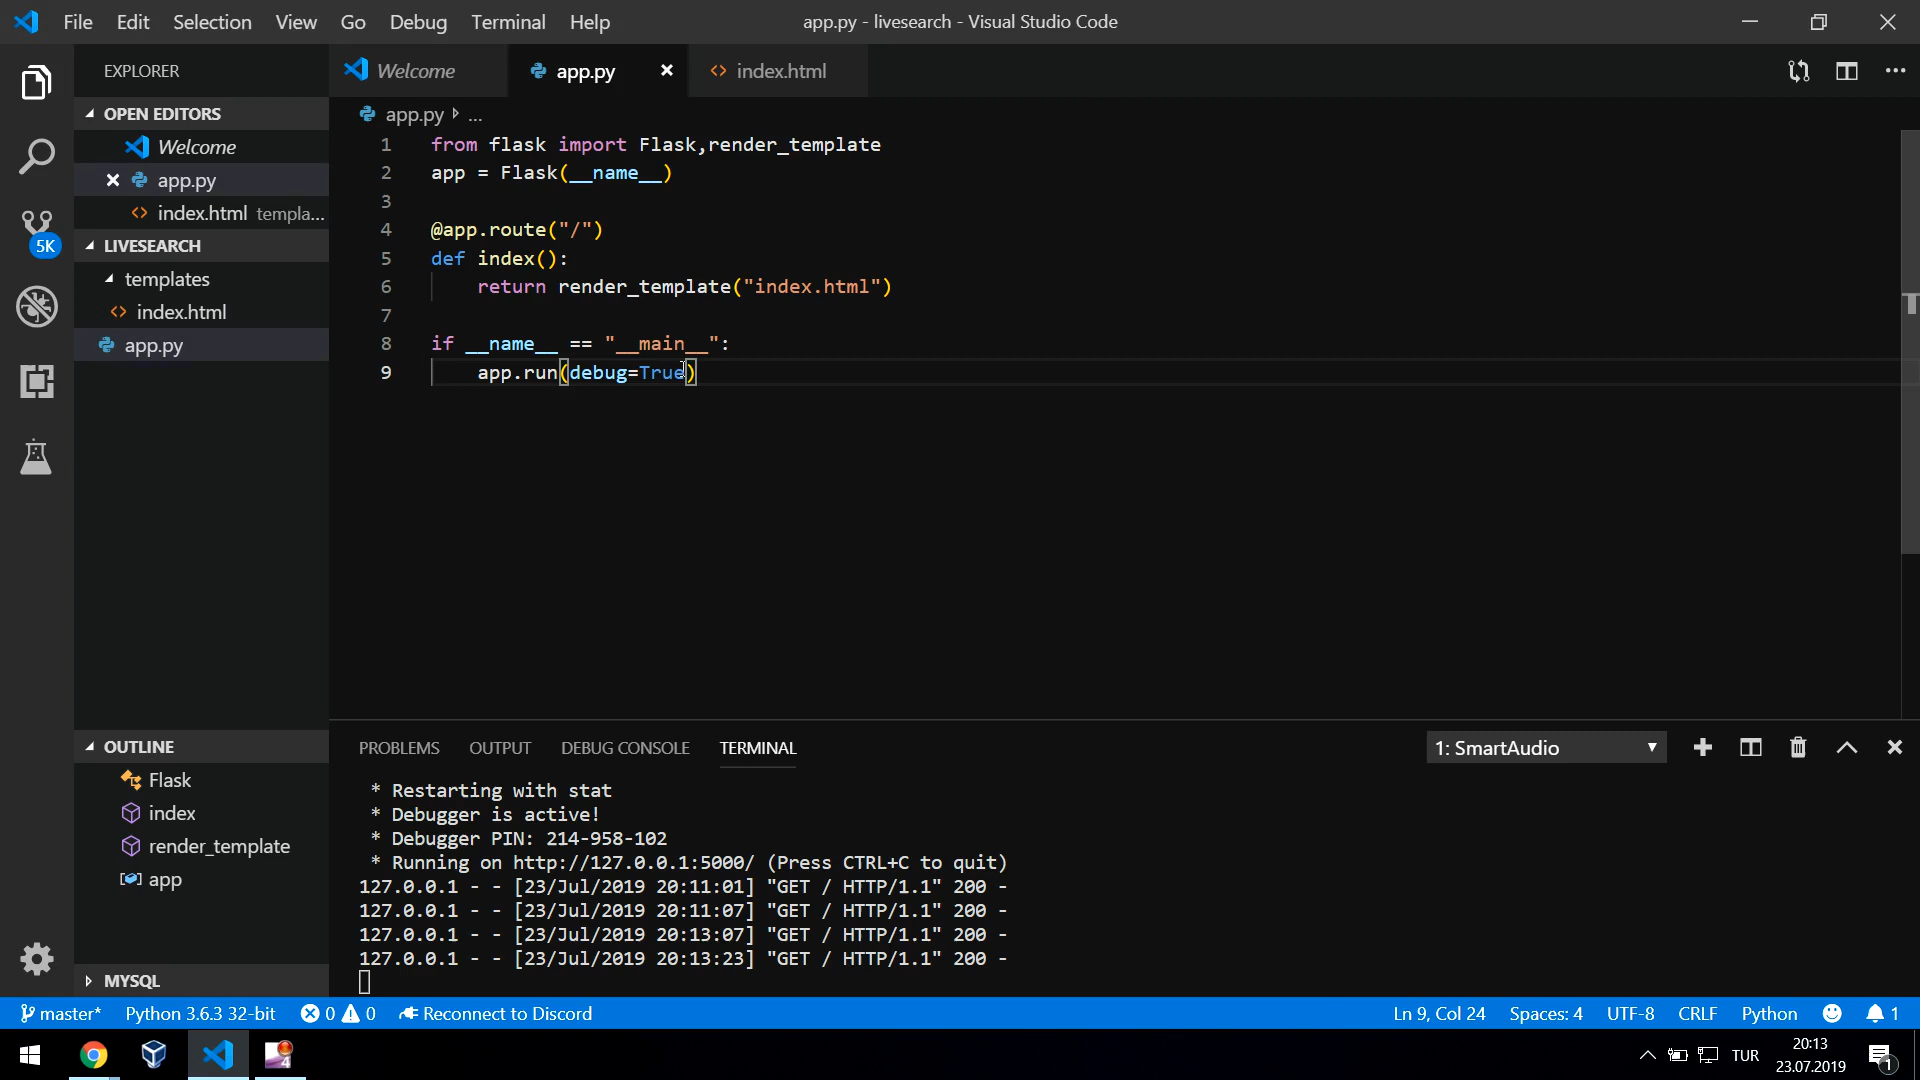 File Edit Selection View Go Debug Terminal Help
app.py - livesearch - Visual Studio Code
EXPLORER
Welcome
app.py
index.html
OPEN EDITORS
Welcome
app.py
index.html templa...
5K
LIVESEARCH
templates
index.html
app.py
app.py ...
1 from flask import Flask,render_template
2 app = Flask(__name__)
3
4 @app.route("/")
5 def index():
6 return render_template("index.html")
7
8 if __name__ == "__main__":
9 app.run(debug=True)
OUTLINE
Flask
index
render_template
app
MYSQL
PROBLEMS OUTPUT DEBUG CONSOLE TERMINAL
1: SmartAudio
* Restarting with stat
* Debugger is active!
* Debugger PIN: 214-958-102
* Running on http://127.0.0.1:5000/ (Press CTRL+C to quit)
127.0.0.1 - - [23/Jul/2019 20:11:01] "GET / HTTP/1.1" 200 -
127.0.0.1 - - [23/Jul/2019 20:11:07] "GET / HTTP/1.1" 200 -
127.0.0.1 - - [23/Jul/2019 20:13:07] "GET / HTTP/1.1" 200 -
127.0.0.1 - - [23/Jul/2019 20:13:23] "GET / HTTP/1.1" 200 -
master* Python 3.6.3 32-bit 0 0 Reconnect to Discord
Ln 9, Col 24 Spaces: 4 UTF-8 CRLF Python 1
4
TUR
20:13
23.07.2019
1